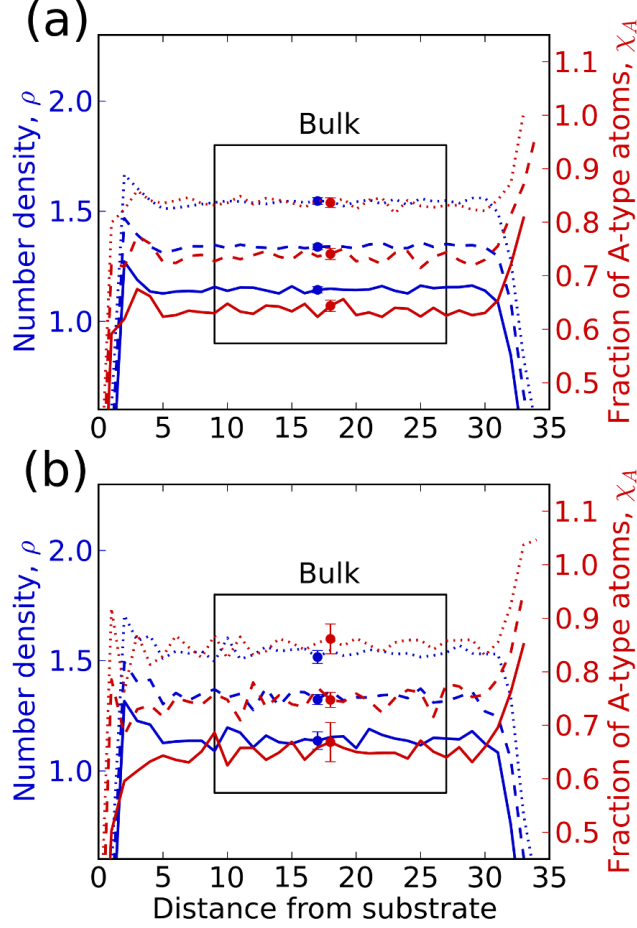 (a)
Number density, ρ
2.0
1.5
1.0
Bulk
Fraction of A-type atoms, χA
1.1
1.0
0.9
0.8
0.7
0.6
0.5
0 5 10 15 20 25 30 35
(b)
Number density, ρ
2.0
1.5
1.0
Bulk
Fraction of A-type atoms, χA
1.1
1.0
0.9
0.8
0.7
0.6
0.5
0 5 10 15 20 25 30 35
Distance from substrate